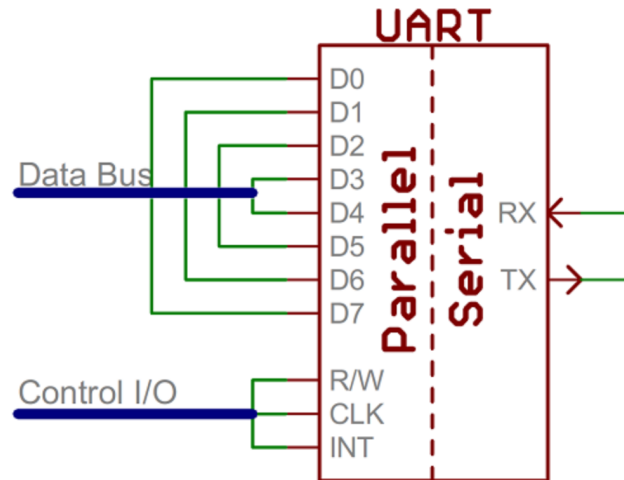 UART
D0
D1
D2
D3
D4
D5
D6
D7
Data Bus
Parallel
Serial
RX
TX
R/W
CLK
INT
Control I/O